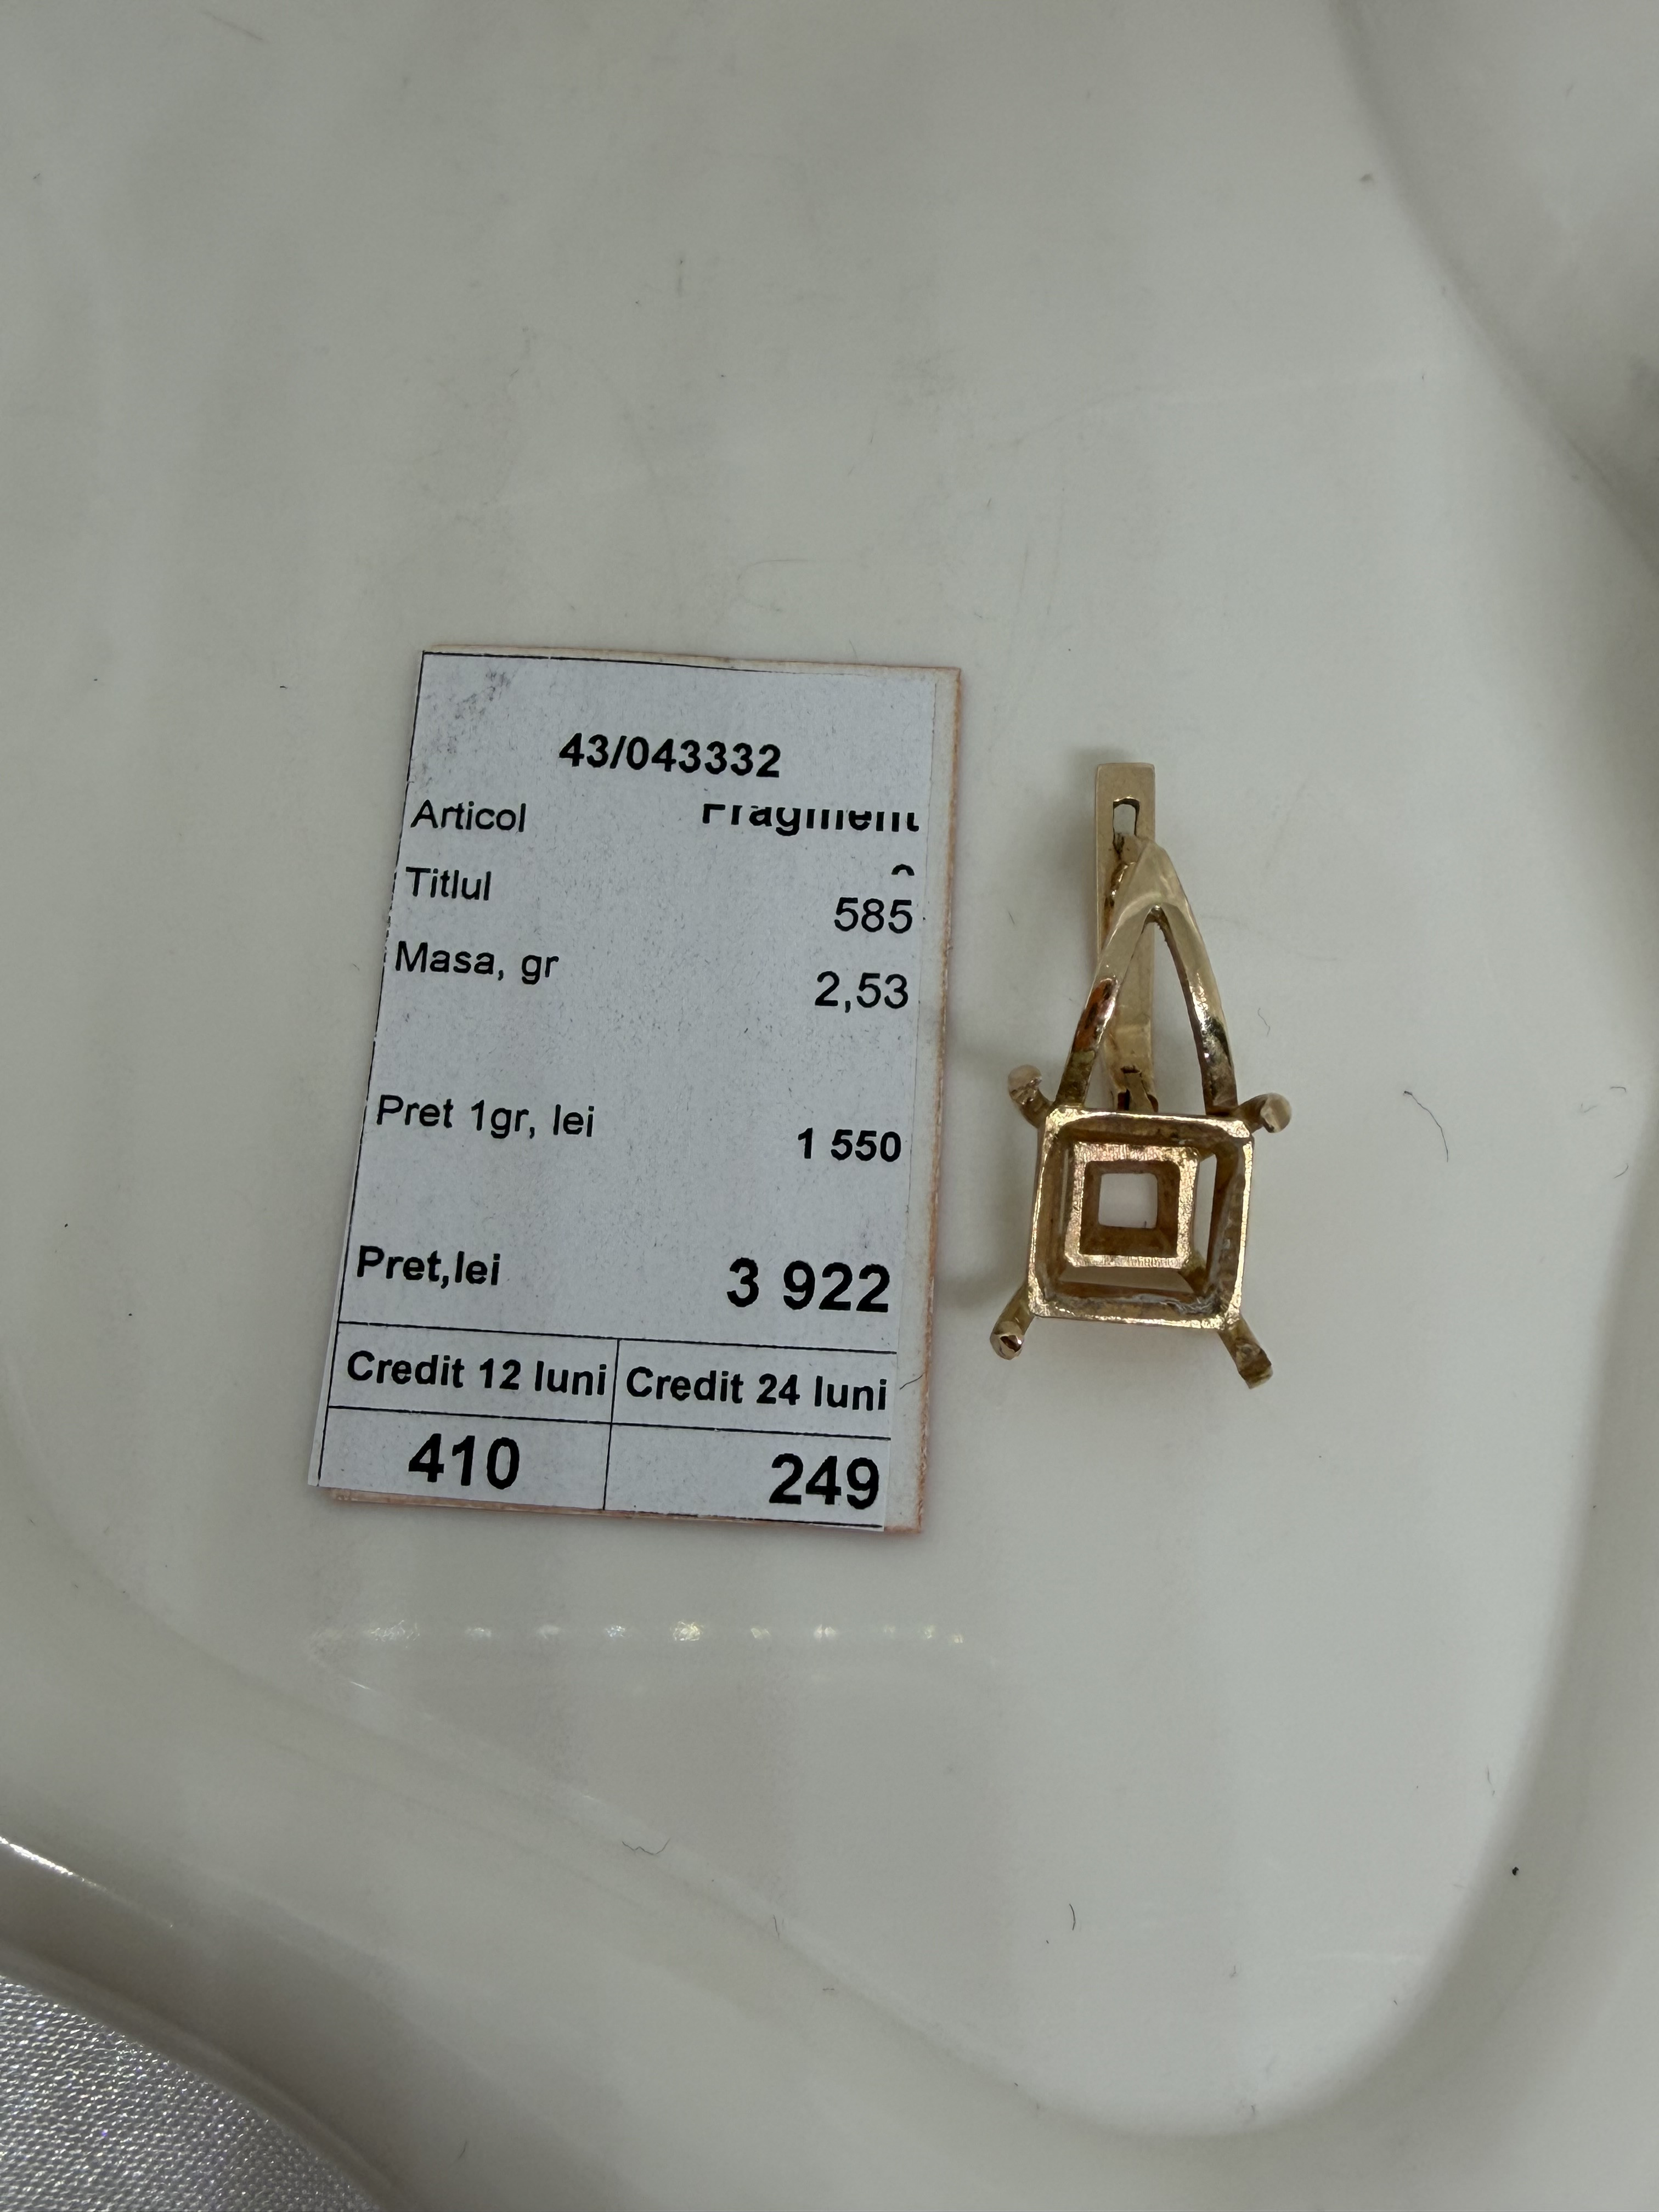 43/043332
Articol Fragment
Titlul 585
Masa, gr 2,53
Pret 1gr, lei 1 550
Pret,lei 3 922
Credit 12 luni Credit 24 luni
410 249